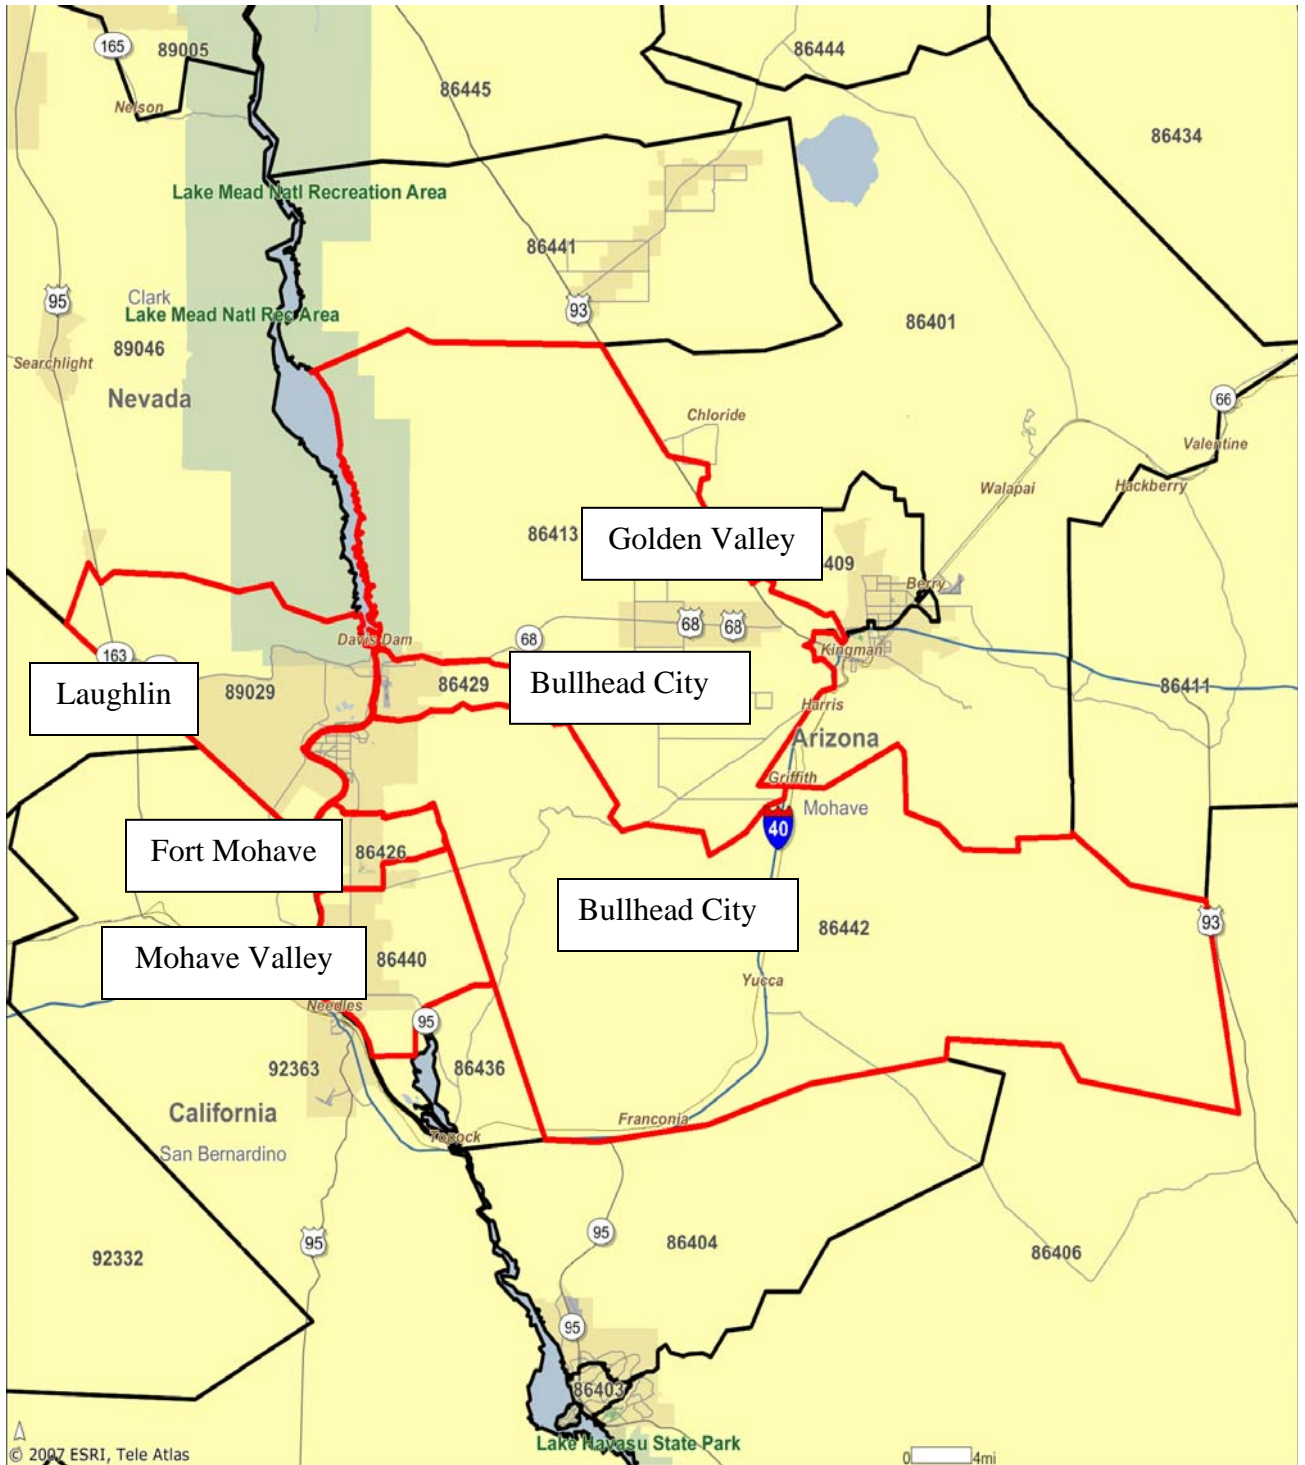 165
89005
86444
86445
Nelson
86434
Lake Mead Natl Recreation Area
86441
95
Clark
93
Lake Mead Natl Rec Area
86401
89046
Searchlight
Nevada
66
Chloride
Valentine
Walapai
Hackberry
86413
Golden Valley
409
Berry
68
68
68
Davis Dam
163
Kingman
Laughlin
89029
86429
Bullhead City
86411
Harris
Arizona
Griffith
Mohave
40
Fort Mohave
86426
Bullhead City
86442
93
Mohave Valley
86440
Yucca
Needles
95
92363
86436
California
Franconia
Topock
San Bernardino
95
95
86404
86406
92332
95
86403
Lake Havasu State Park
© 2007 ESRI, Tele Atlas
0 4mi